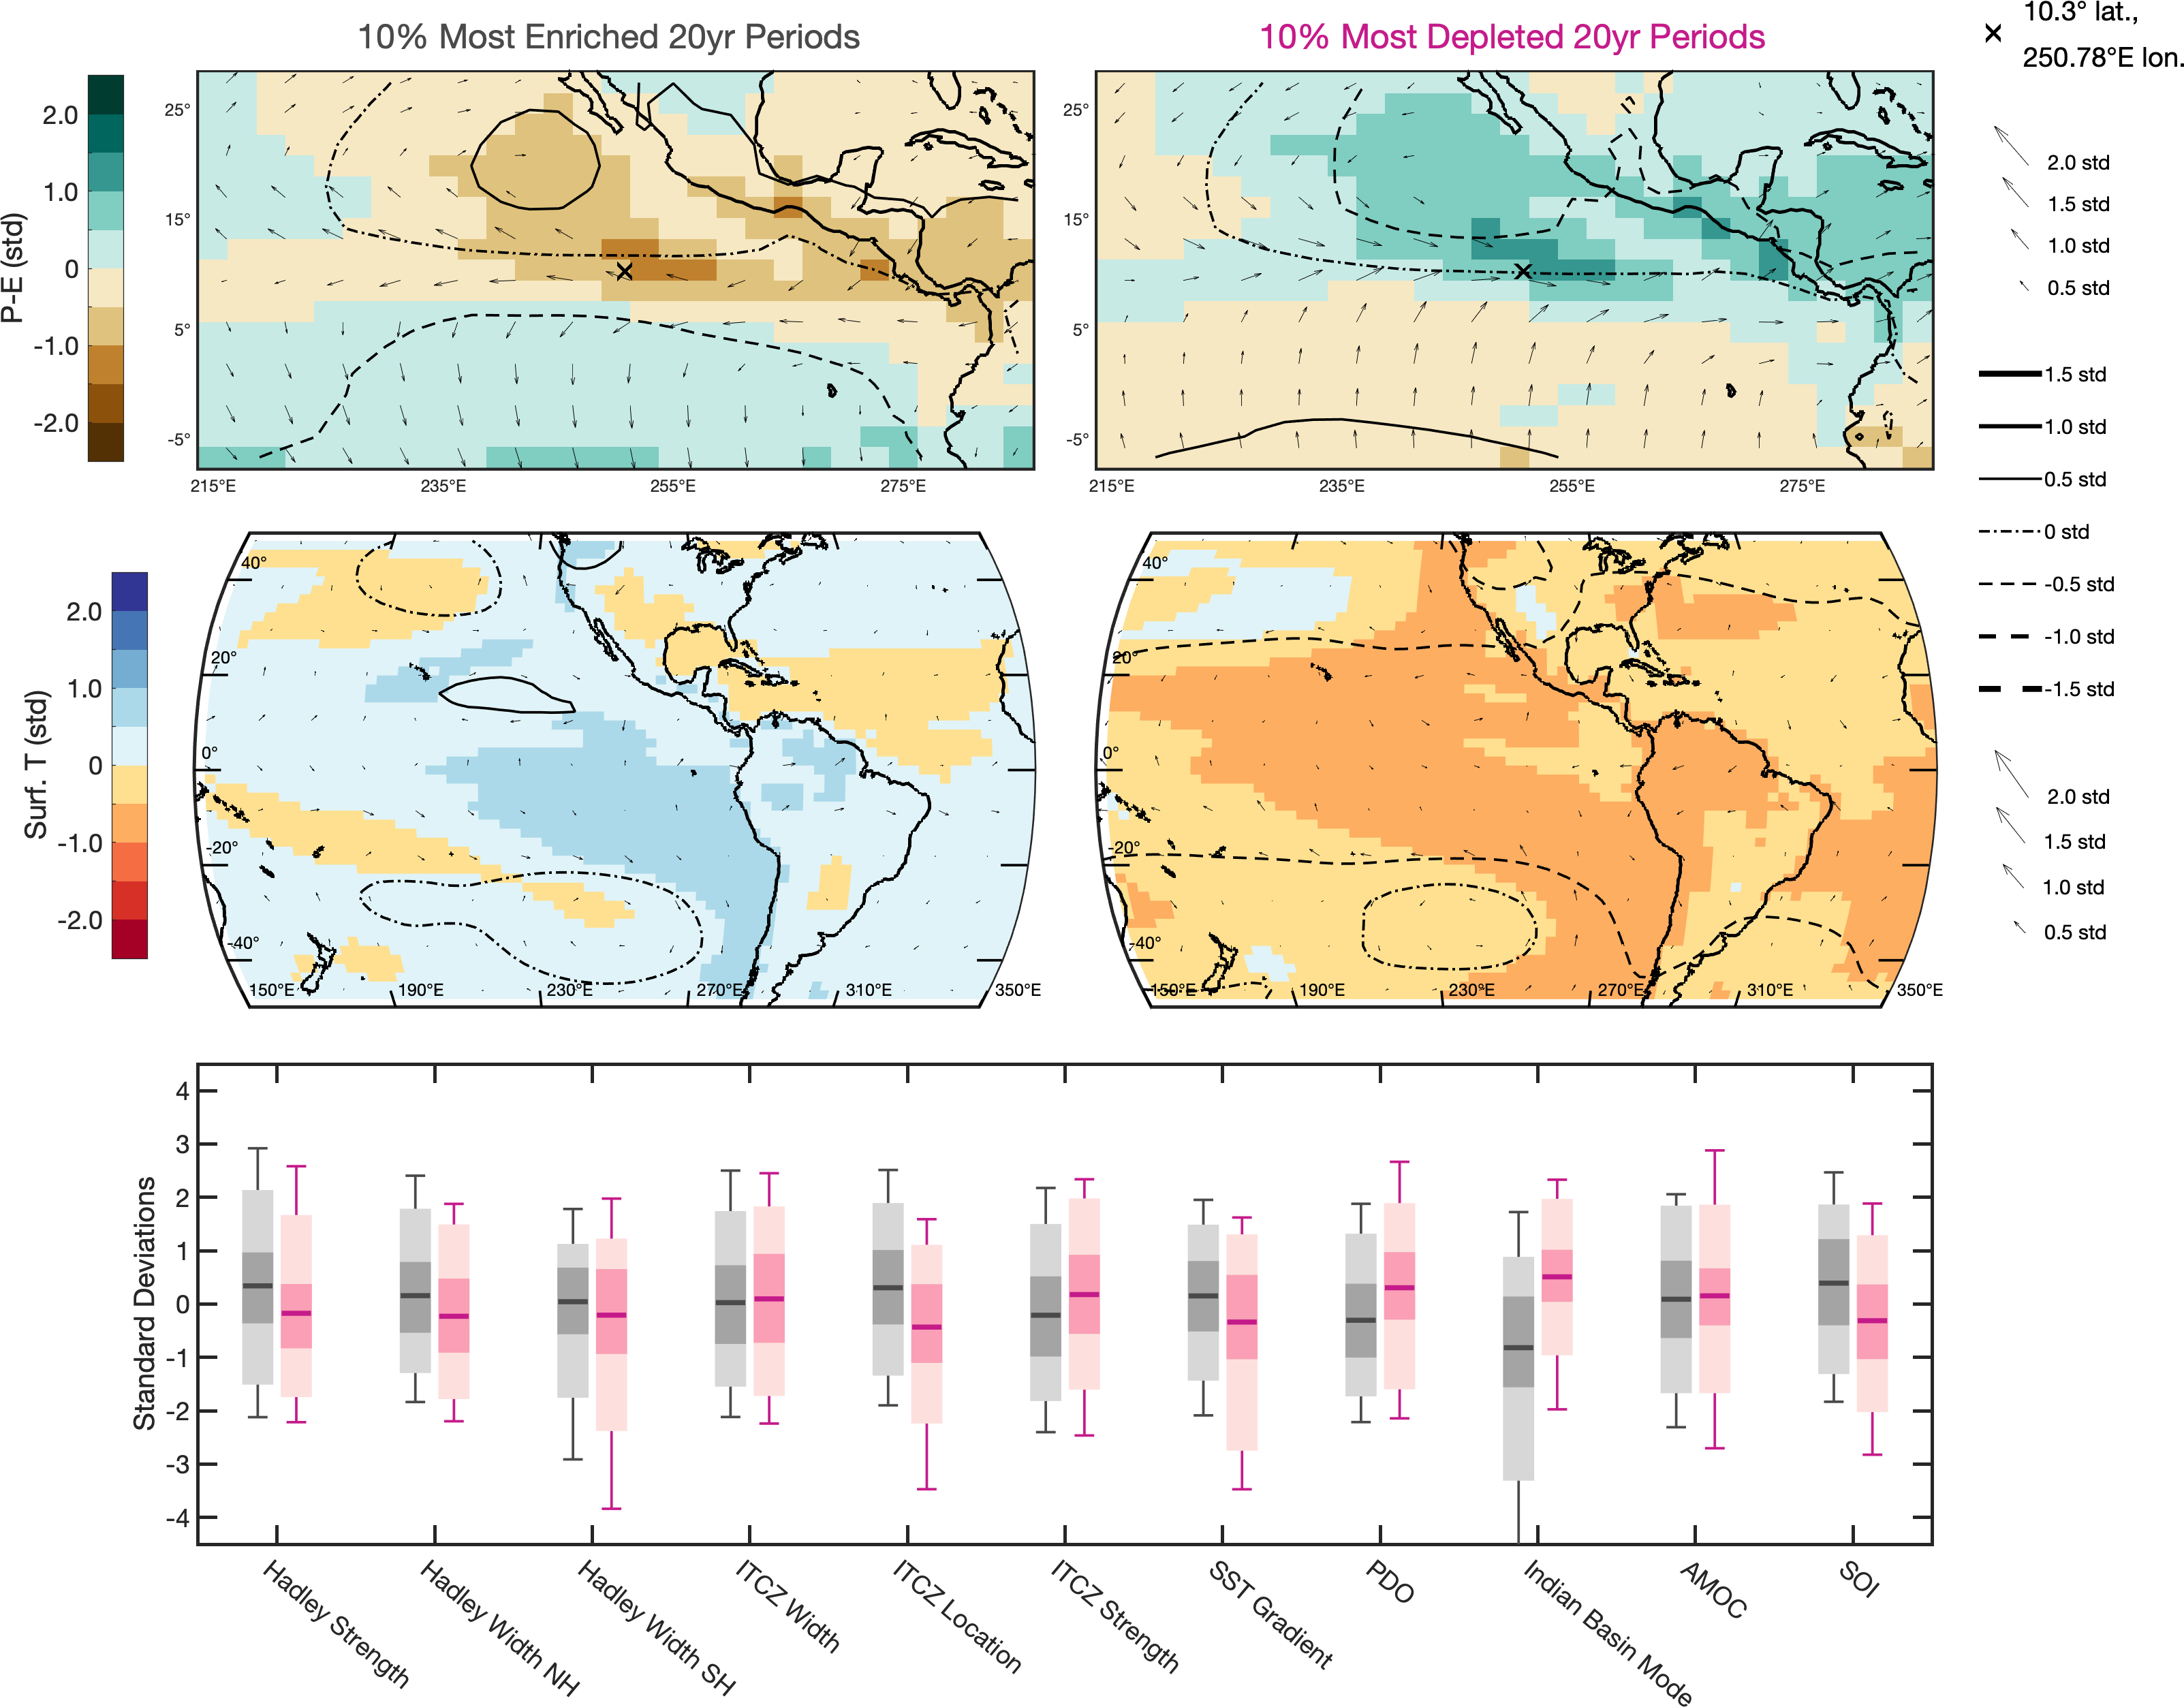 10% Most Enriched 20yr Periods
10% Most Depleted 20yr Periods
10.3° lat.,
250.78°E lon.
P-E (std)
2.0
1.0
0
-1.0
-2.0
25°
15°
5°
-5°
215°E
235°E
255°E
275°E
25°
15°
5°
-5°
215°E
235°E
255°E
275°E
2.0 std
1.5 std
1.0 std
0.5 std
1.5 std
1.0 std
0.5 std
0 std
-0.5 std
-1.0 std
-1.5 std
Surf. T (std)
2.0
1.0
0
-1.0
-2.0
40°
20°
0°
-20°
-40°
150°E
190°E
230°E
270°E
310°E
350°E
40°
20°
0°
-20°
-40°
150°E
190°E
230°E
270°E
310°E
350°E
2.0 std
1.5 std
1.0 std
0.5 std
Standard Deviations
4
3
2
1
0
-1
-2
-3
-4
Hadley Strength
Hadley Width NH
Hadley Width SH
ITCZ Width
ITCZ Location
ITCZ Strength
SST Gradient
PDO
Indian Basin Mode
AMOC
SOI